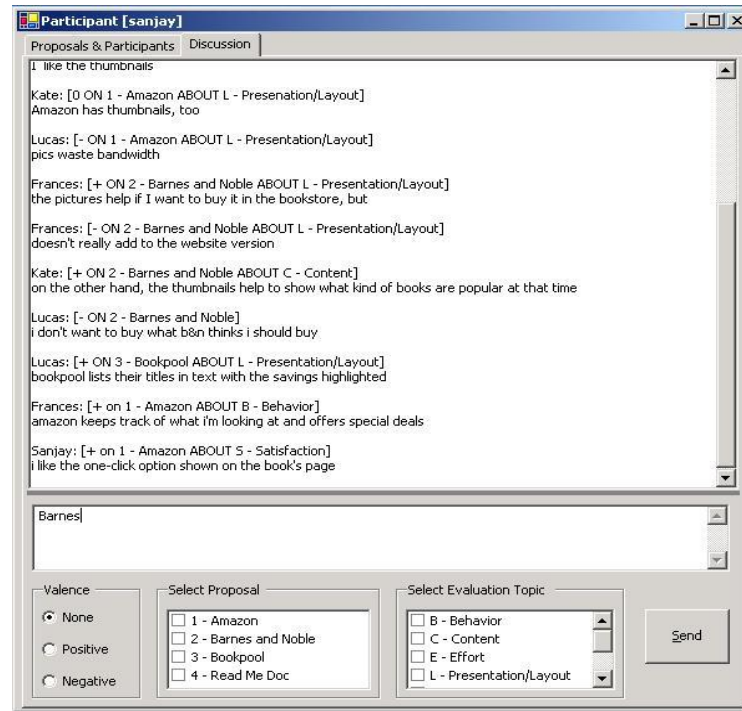 Participant [sanjay]
Proposals & Participants Discussion
I like the thumbnails
Kate: [0 ON 1 - Amazon ABOUT L - Presenation/Layout]
Amazon has thumbnails, too
Lucas: [- ON 1 - Amazon ABOUT L - Presentation/Layout]
pics waste bandwidth
Frances: [+ ON 2 - Barnes and Noble ABOUT L - Presentation/Layout]
the pictures help if I want to buy it in the bookstore, but
Frances: [- ON 2 - Barnes and Noble ABOUT L - Presentation/Layout]
doesn't really add to the website version
Kate: [+ ON 2 - Barnes and Noble ABOUT C - Content]
on the other hand, the thumbnails help to show what kind of books are popular at that time
Lucas: [- ON 2 - Barnes and Noble]
i don't want to buy what b&n thinks i should buy
Lucas: [+ ON 3 - Bookpool ABOUT L - Presentation/Layout]
bookpool lists their titles in text with the savings highlighted
Frances: [+ on 1 - Amazon ABOUT B - Behavior]
amazon keeps track of what i'm looking at and offers special deals
Sanjay: [+ on 1 - Amazon ABOUT S - Satisfaction]
i like the one-click option shown on the book's page
Barnes
Valence
None
Positive
Negative
Select Proposal
1 - Amazon
2 - Barnes and Noble
3 - Bookpool
4 - Read Me Doc
Select Evaluation Topic
B - Behavior
C - Content
E - Effort
L - Presentation/Layout
Send